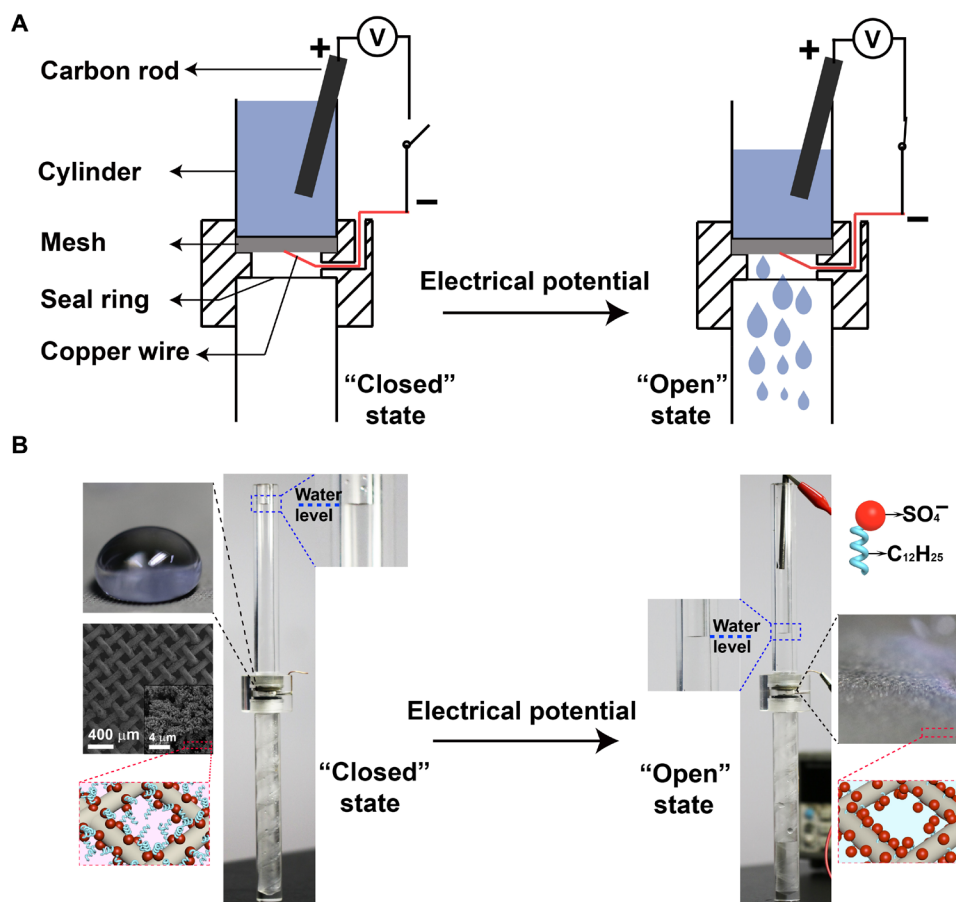 A
Carbon rod
Cylinder
Mesh
Seal ring
Copper wire
+
V
−
"Closed"
state
Electrical potential
+
V
−
"Open"
state
B
Water
level
400 μm
4 μm
"Closed"
state
Electrical potential
Water
level
"Open"
state
SO₄⁻
C₁₂H₂₅